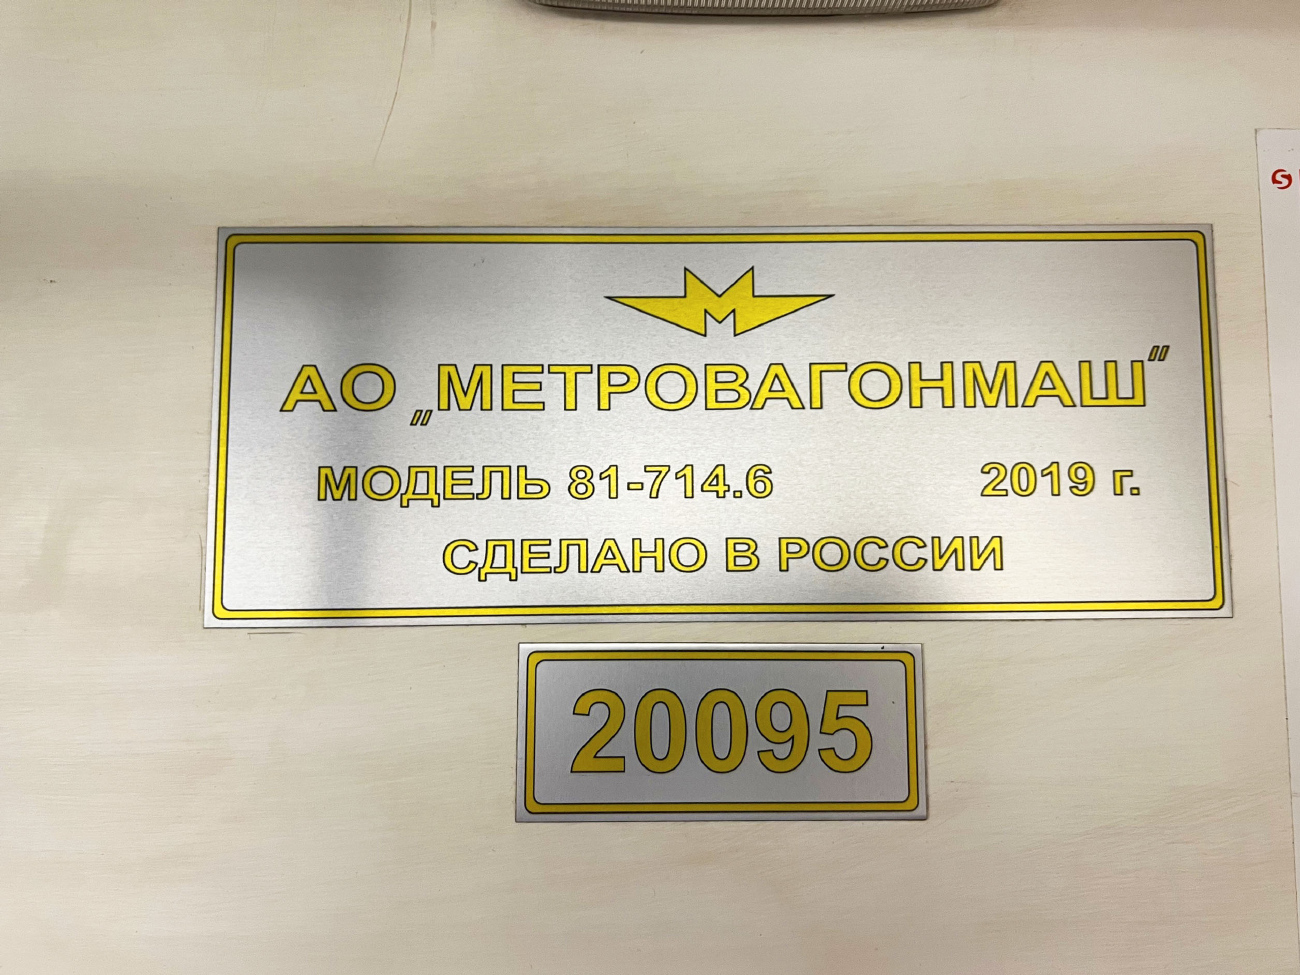 АО „МЕТРОВАГОНМАШ"
МОДЕЛЬ 81-714.6 2019 г.
СДЕЛАНО В РОССИИ
20095